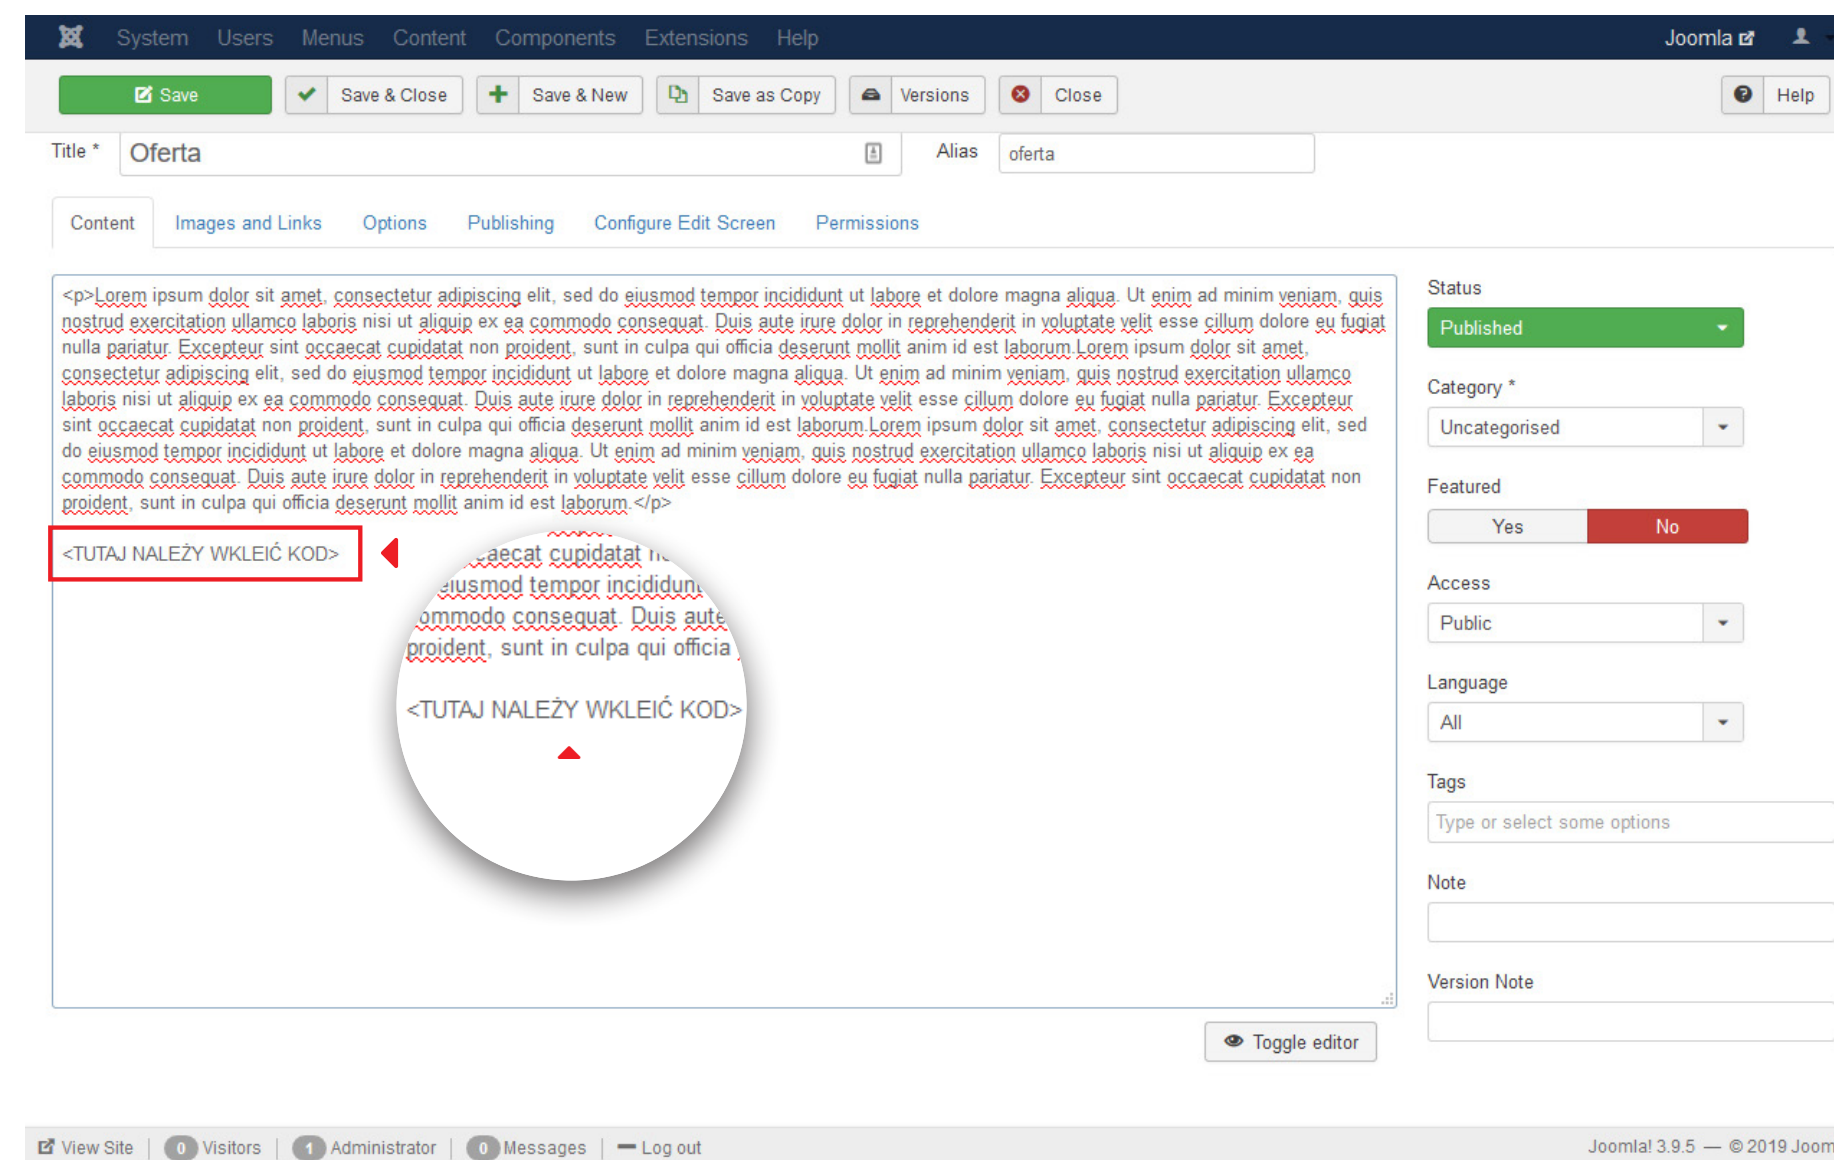 System Users Menus Content Components Extensions Help Joomla
Save Save & Close Save & New Save as Copy Versions Close Help
Title * Oferta Alias oferta
Content Images and Links Options Publishing Configure Edit Screen Permissions
<p>Lorem ipsum dolor sit amet, consectetur adipiscing elit, sed do eiusmod tempor incididunt ut labore et dolore magna aliqua. Ut enim ad minim veniam, quis
nostrud exercitation ullamco laboris nisi ut aliquip ex ea commodo consequat. Duis aute irure dolor in reprehenderit in voluptate velit esse cillum dolore eu fugiat
nulla pariatur. Excepteur sint occaecat cupidatat non proident, sunt in culpa qui officia deserunt mollit anim id est laborum.Lorem ipsum dolor sit amet,
consectetur adipiscing elit, sed do eiusmod tempor incididunt ut labore et dolore magna aliqua. Ut enim ad minim veniam, quis nostrud exercitation ullamco
laboris nisi ut aliquip ex ea commodo consequat. Duis aute irure dolor in reprehenderit in voluptate velit esse cillum dolore eu fugiat nulla pariatur. Excepteur
sint occaecat cupidatat non proident, sunt in culpa qui officia deserunt mollit anim id est laborum.Lorem ipsum dolor sit amet, consectetur adipiscing elit, sed
do eiusmod tempor incididunt ut labore et dolore magna aliqua. Ut enim ad minim veniam, quis nostrud exercitation ullamco laboris nisi ut aliquip ex ea
commodo consequat. Duis aute irure dolor in reprehenderit in voluptate velit esse cillum dolore eu fugiat nulla pariatur. Excepteur sint occaecat cupidatat non
proident, sunt in culpa qui officia deserunt mollit anim id est laborum.</p>
<TUTAJ NALEŻY WKLEIĆ KOD>
caecat cupidatat n
eiusmod tempor incididunt
ommodo consequat. Duis aute
proident, sunt in culpa qui officia
<TUTAJ NALEŻY WKLEIĆ KOD>
Toggle editor
Status
Published
Category *
Uncategorised
Featured
Yes No
Access
Public
Language
All
Tags
Type or select some options
Note
Version Note
View Site 0 Visitors 1 Administrator 0 Messages Log out Joomla! 3.9.5 — © 2019 Joom